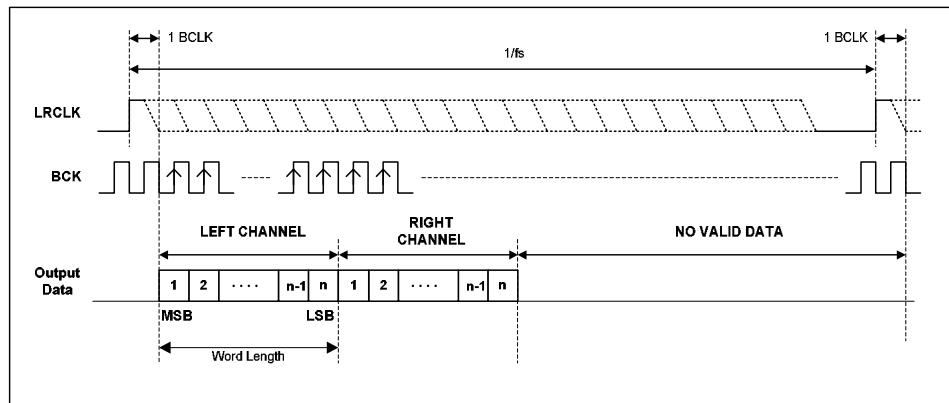 1 BCLK 1 BCLK
1/fs
LRCLK
BCK
LEFT CHANNEL RIGHT CHANNEL NO VALID DATA
Output Data 1 2 .... n-1 n 1 2 .... n-1 n
MSB LSB
Word Length